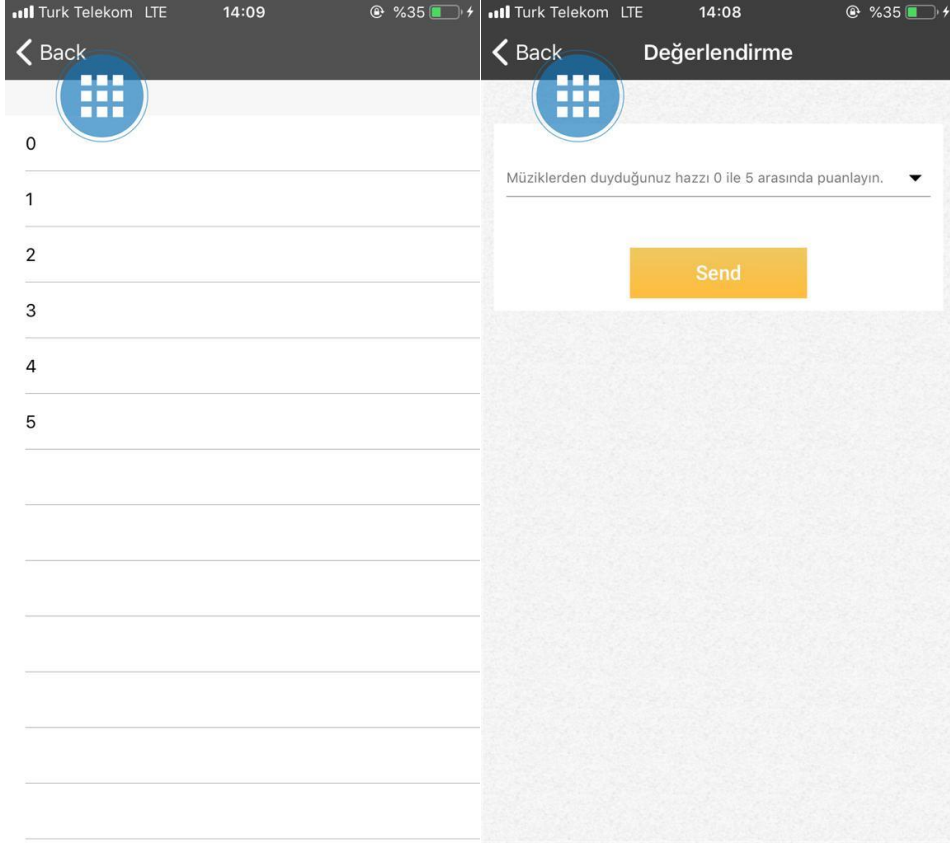 Turk Telekom LTE 14:09 %35
Back
0
1
2
3
4
5
Turk Telekom LTE 14:08 %35
Back Değerlendirme
Müziklerden duyduğunuz hazzı 0 ile 5 arasında puanlayın.
Send